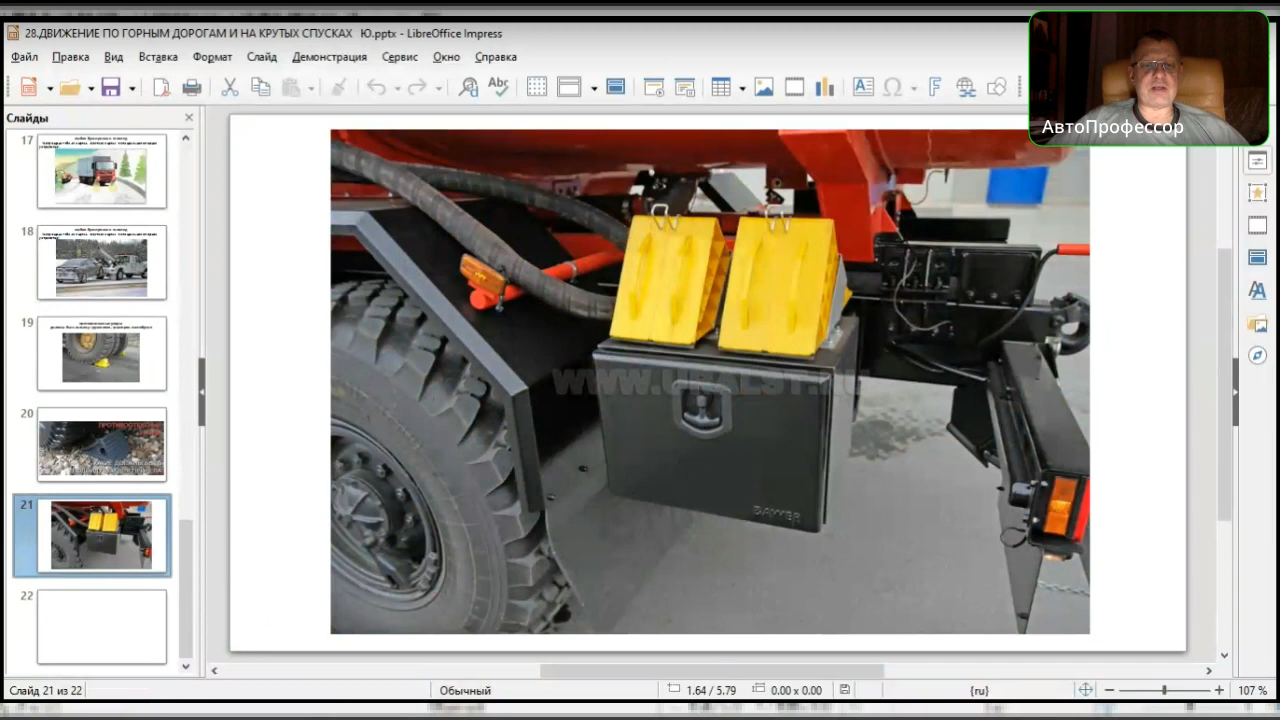 28.ДВИЖЕНИЕ ПО ГОРНЫМ ДОРОГАМ И НА КРУТЫХ СПУСКАХ Ю.pptx - LibreOffice Impress
Файл Правка Вид Вставка Формат Слайд Демонстрация Сервис Окно Справка
Abc
АвтоПрофессор
Слайды
17
18
19
20
21
22
BAWER
Слайд 21 из 22
Обычный
1.64 / 5.79
0.00 x 0.00
{ru}
107 %